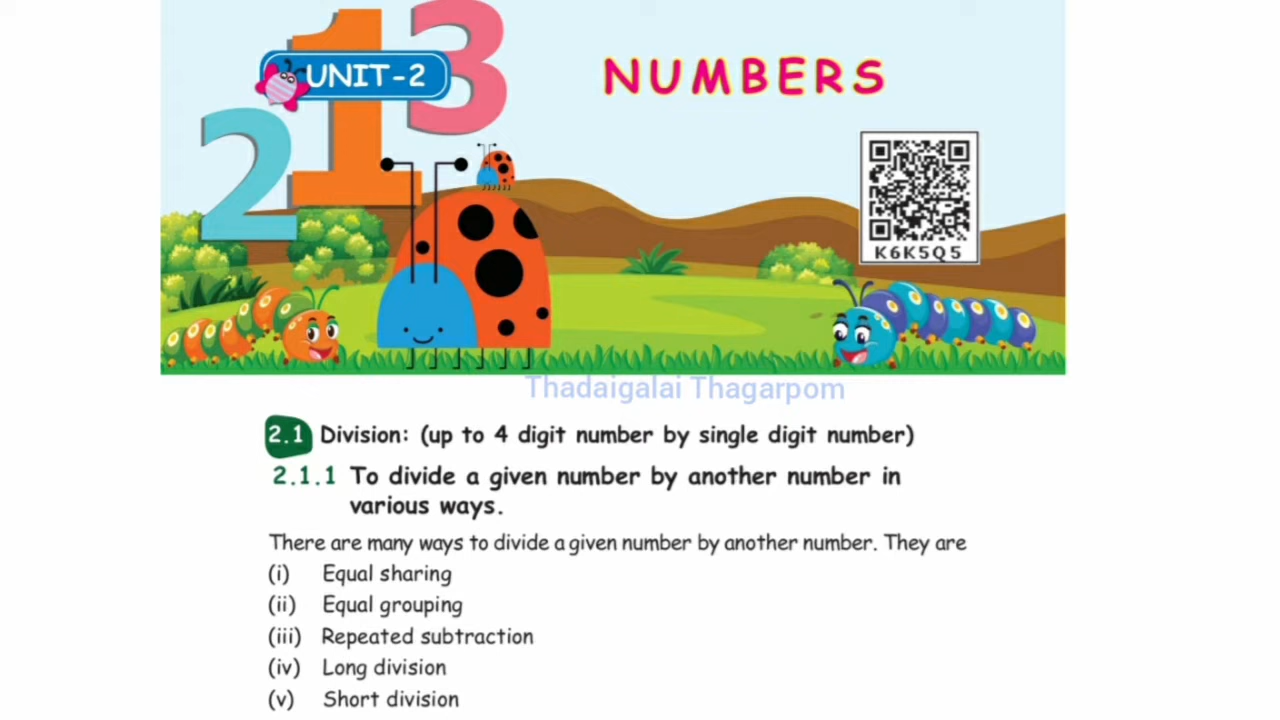 2 1 3
UNIT-2
NUMBERS
K6K5Q5
Thadaigalai Thagarpom
2.1 Division: (up to 4 digit number by single digit number)
2.1.1 To divide a given number by another number in
various ways.
There are many ways to divide a given number by another number. They are
(i) Equal sharing
(ii) Equal grouping
(iii) Repeated subtraction
(iv) Long division
(v) Short division